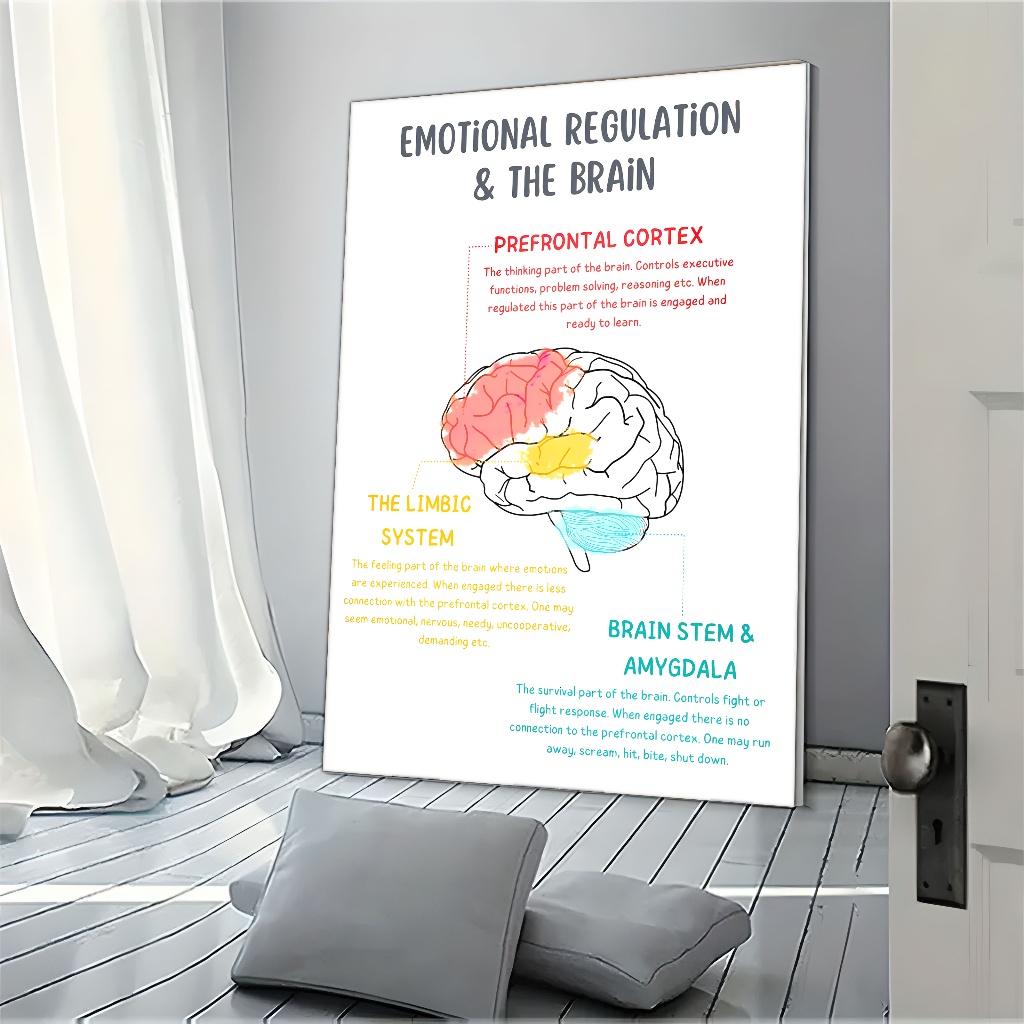 EMOTIONAL REGULATION
& THE BRAIN
PREFRONTAL CORTEX
The thinking part of the brain. Controls executive
functions, problem solving, reasoning etc. When
regulated this part of the brain is engaged and
ready to learn.
THE LIMBIC
SYSTEM
The feeling part of the brain where emotions
are experienced. When engaged there is less
connection with the prefrontal cortex. One may
seem emotional, nervous, needy, uncooperative,
demanding etc.
BRAIN STEM &
AMYGDALA
The survival part of the brain. Controls fight or
flight response. When engaged there is no
connection to the prefrontal cortex. One may run
away, scream, hit, bite, shut down.